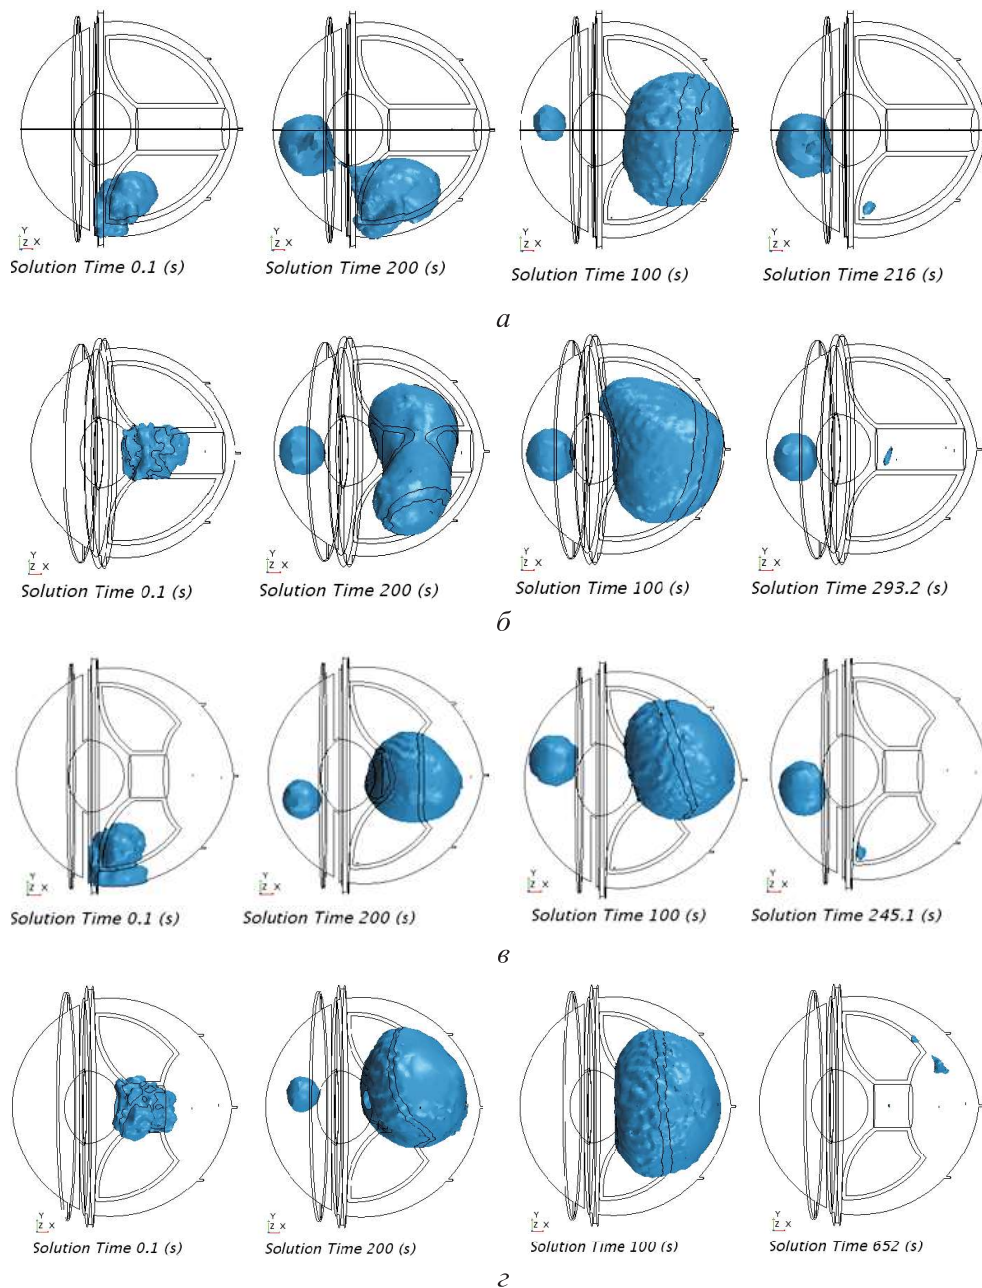 Y Z X Y Z X Y Z X Y Z X
Solution Time 0.1 (s) Solution Time 200 (s) Solution Time 100 (s) Solution Time 216 (s)
а
Y Z X Y Z X Y Z X Y Z X
Solution Time 0.1 (s) Solution Time 200 (s) Solution Time 100 (s) Solution Time 293.2 (s)
б
Y Z X Y Z X Y Z X Y Z X
Solution Time 0.1 (s) Solution Time 200 (s) Solution Time 100 (s) Solution Time 245.1 (s)
в
Y Z X Y Z X Y Z X Y Z X
Solution Time 0.1 (s) Solution Time 200 (s) Solution Time 100 (s) Solution Time 652 (s)
г